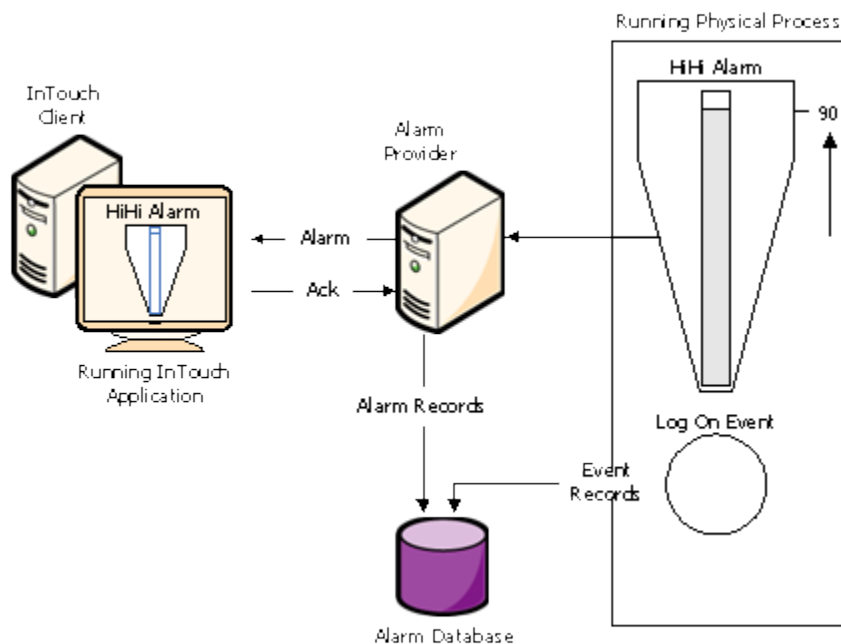 Running Physical Process
HiHi Alarm
90
InTouch
Client
Alarm
Provider
HiHi Alarm
Alarm
Ack
Running InTouch
Application
Alarm Records
Log On Event
Event
Records
Alarm Database